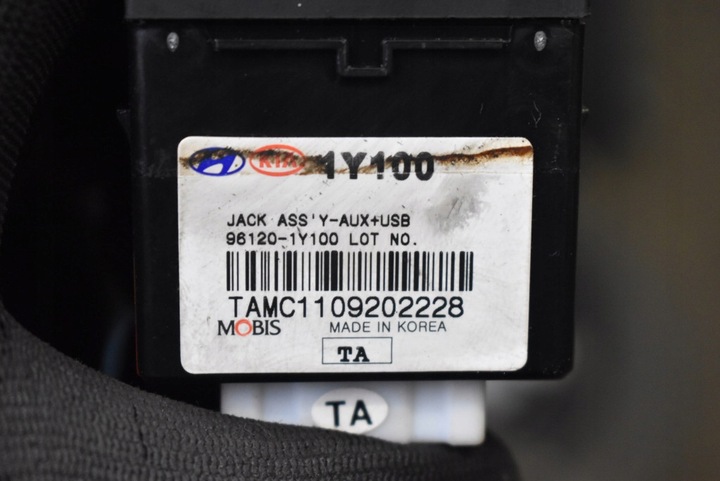 KIA 1Y100
JACK ASS'Y-AUX+USB
96120-1Y100 LOT NO.
TAMC1109202228
MOBIS MADE IN KOREA
TA
TA